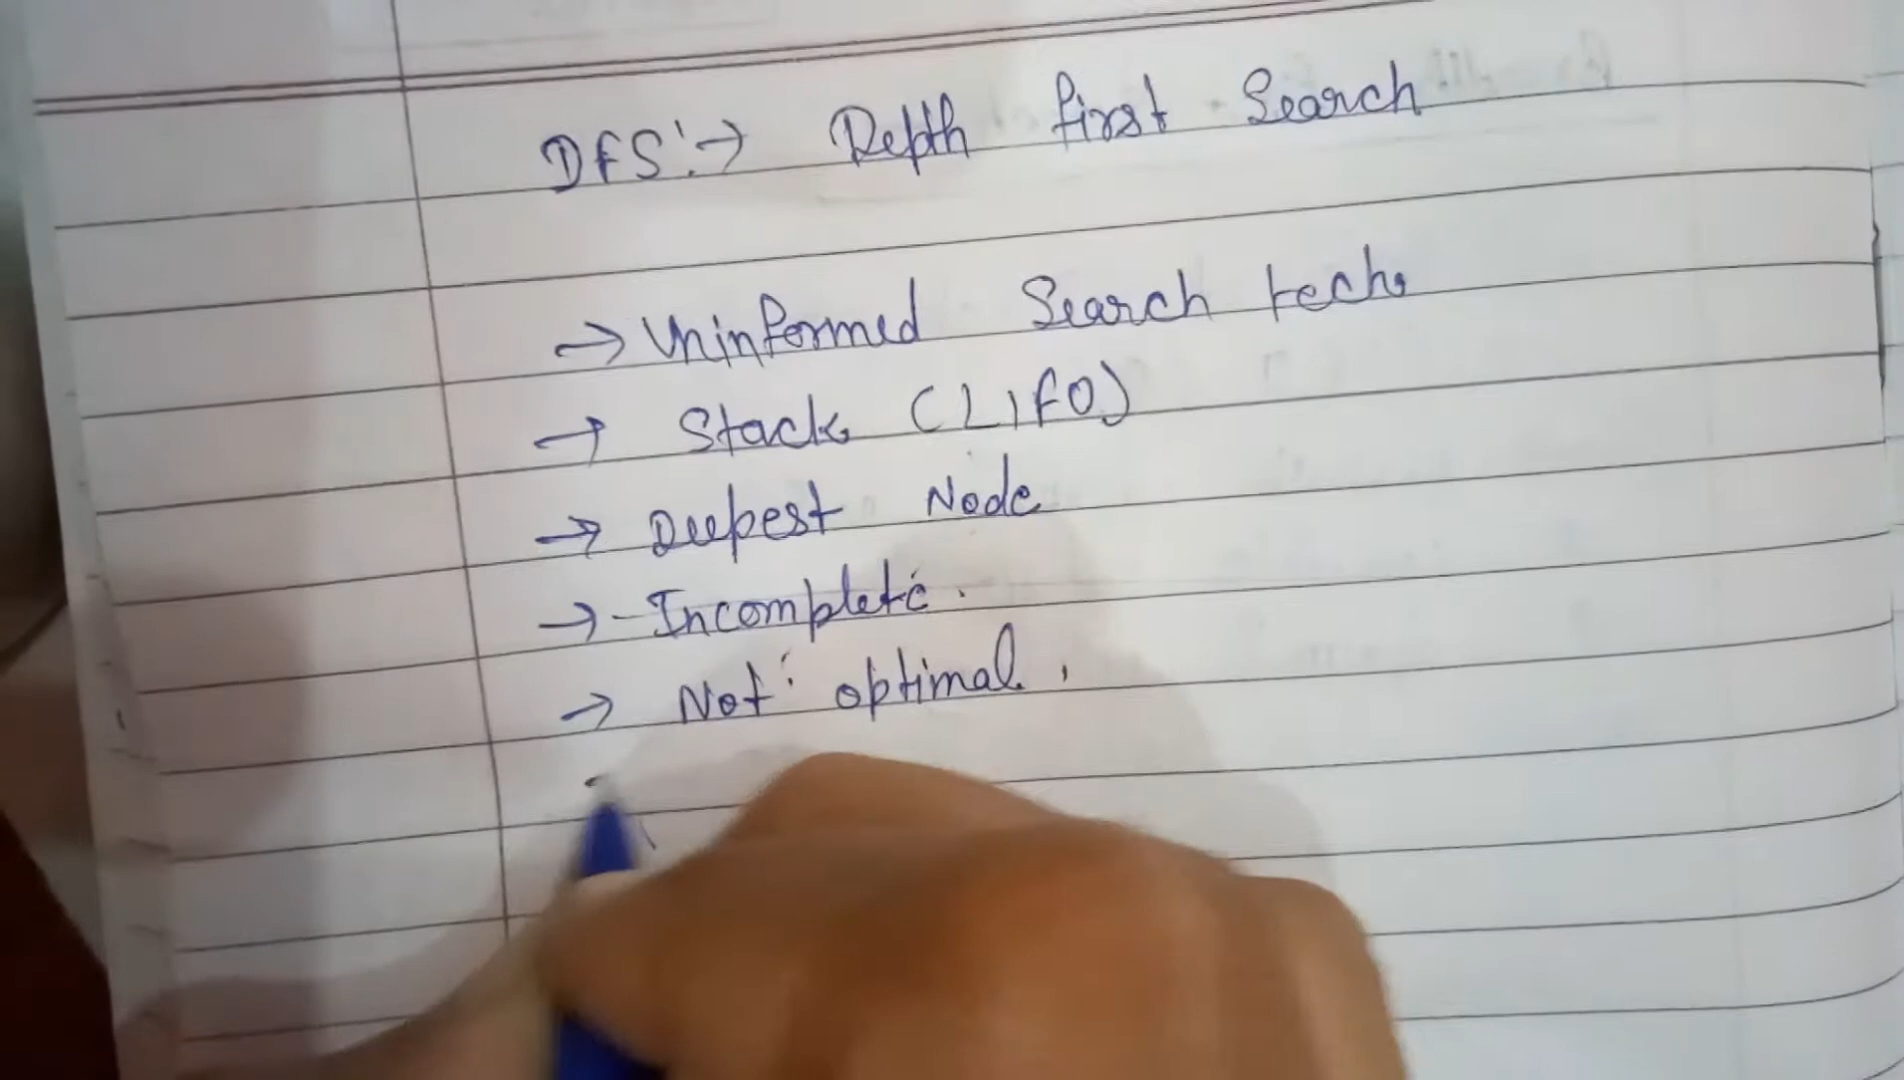 DFS:→ Depth first Search
→ Uninformed Search tech.
→ Stack (LIFO)
→ Deepest Node
→ - Incomplete.
→ Not optimal.